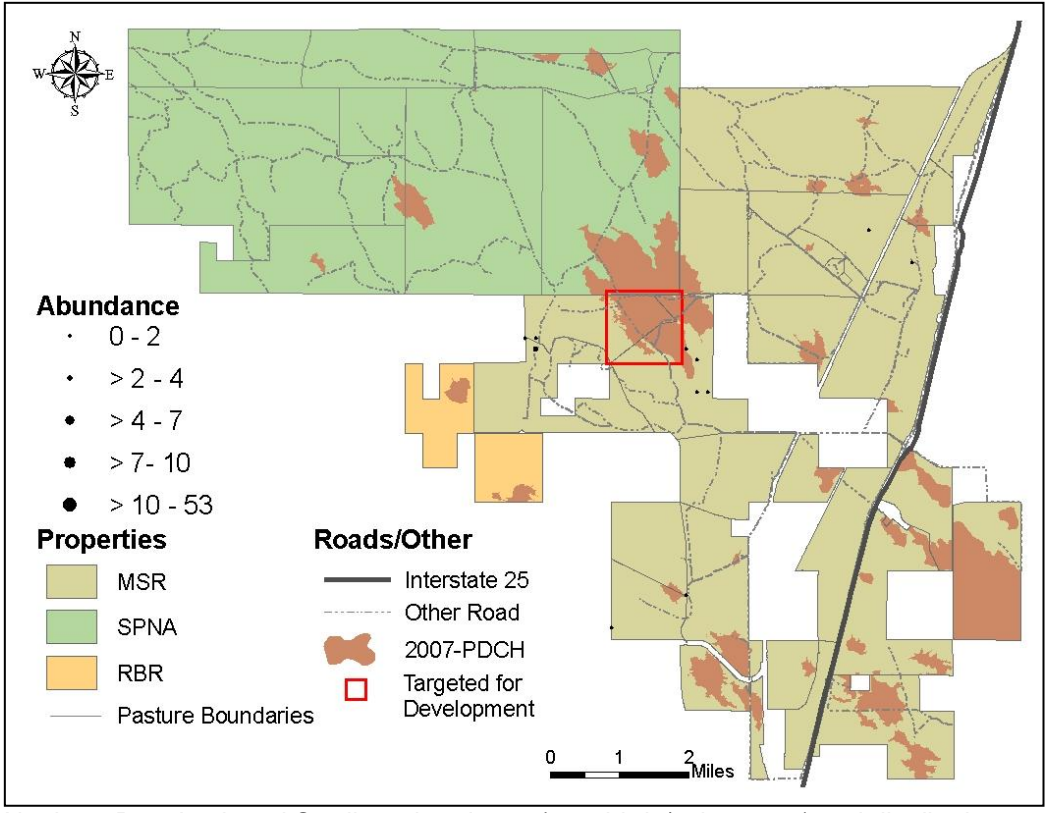 N
W E
S
Abundance
0 - 2
> 2 - 4
> 4 - 7
> 7- 10
> 10 - 53
Properties
MSR
SPNA
RBR
Pasture Boundaries
Roads/Other
Interstate 25
Other Road
2007-PDCH
Targeted for
Development
0 1 2
Miles